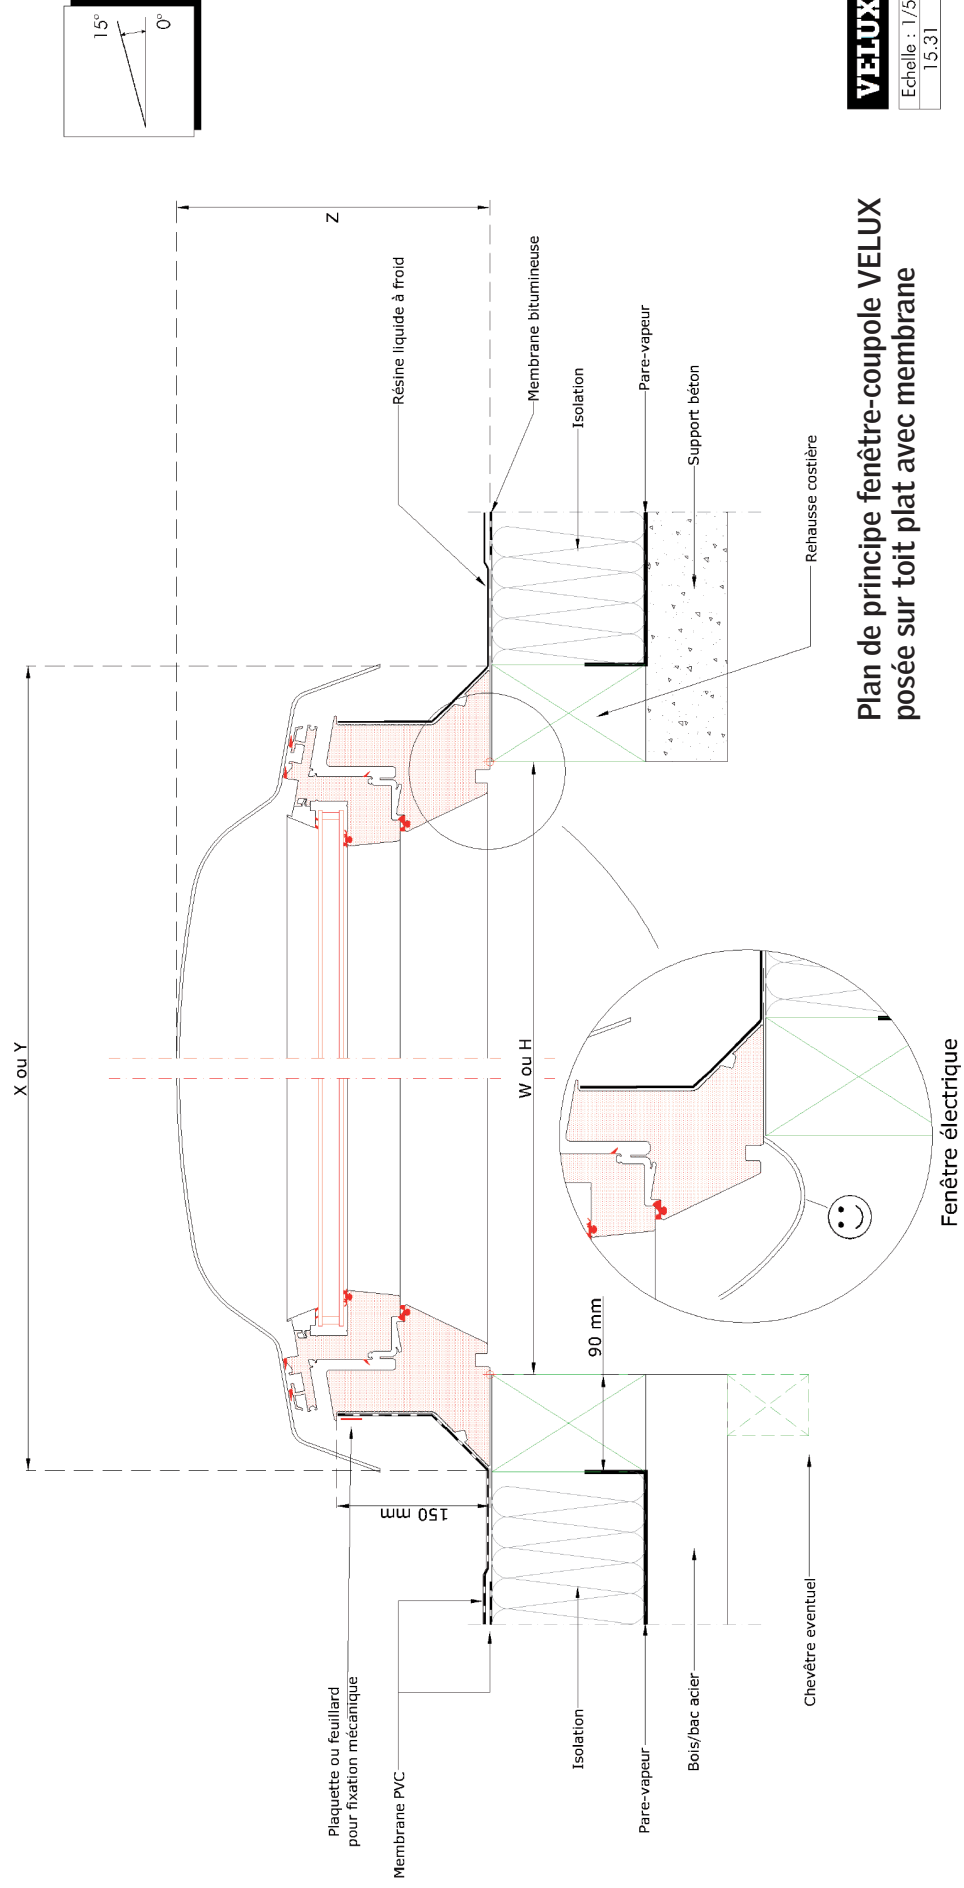 15°
0°
VELUX
Echelle : 1/5
15.31
X ou Y
Z
Résine liquide à froid
Membrane bitumineuse
Isolation
Pare-vapeur
Support béton
Rehausse costière
W ou H
90 mm
150 mm
Plaquette ou feuillard
pour fixation mécanique
Membrane PVC
Isolation
Pare-vapeur
Bois/bac acier
Chevêtre eventuel
Fenêtre électrique
Plan de principe fenêtre-coupole VELUX
posée sur toit plat avec membrane